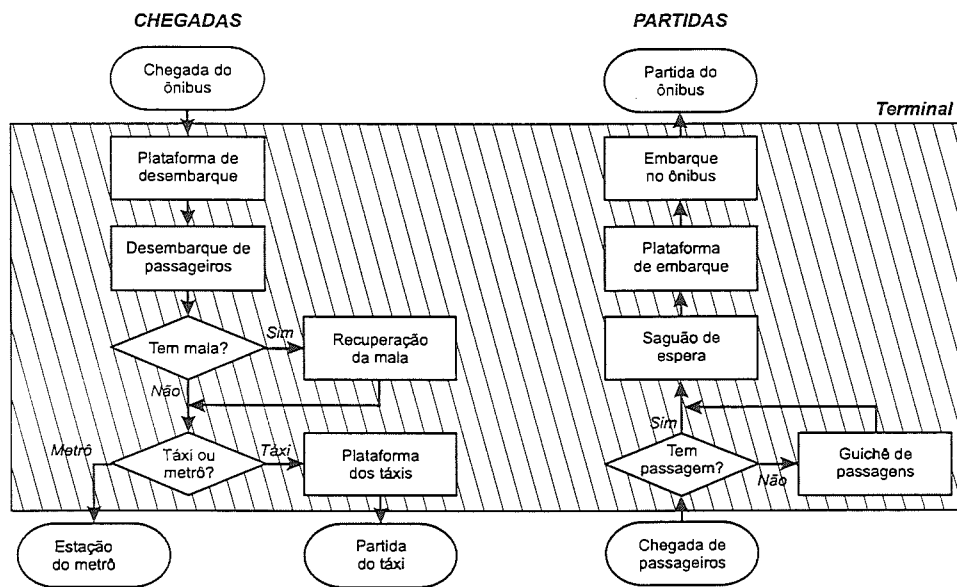 CHEGADAS
Chegada do
ônibus
Plataforma de
desembarque
Desembarque de
passageiros
Tem mala?
Sim
Recuperação
da mala
Não
Táxi ou
metrô?
Metrô
Táxi
Plataforma
dos táxis
Estação
do metrô
Partida
do táxi
PARTIDAS
Partida do
ônibus
Terminal
Embarque
no ônibus
Plataforma
de embarque
Saguão de
espera
Sim
Tem
passagem?
Não
Guichê de
passagens
Chegada de
passageiros